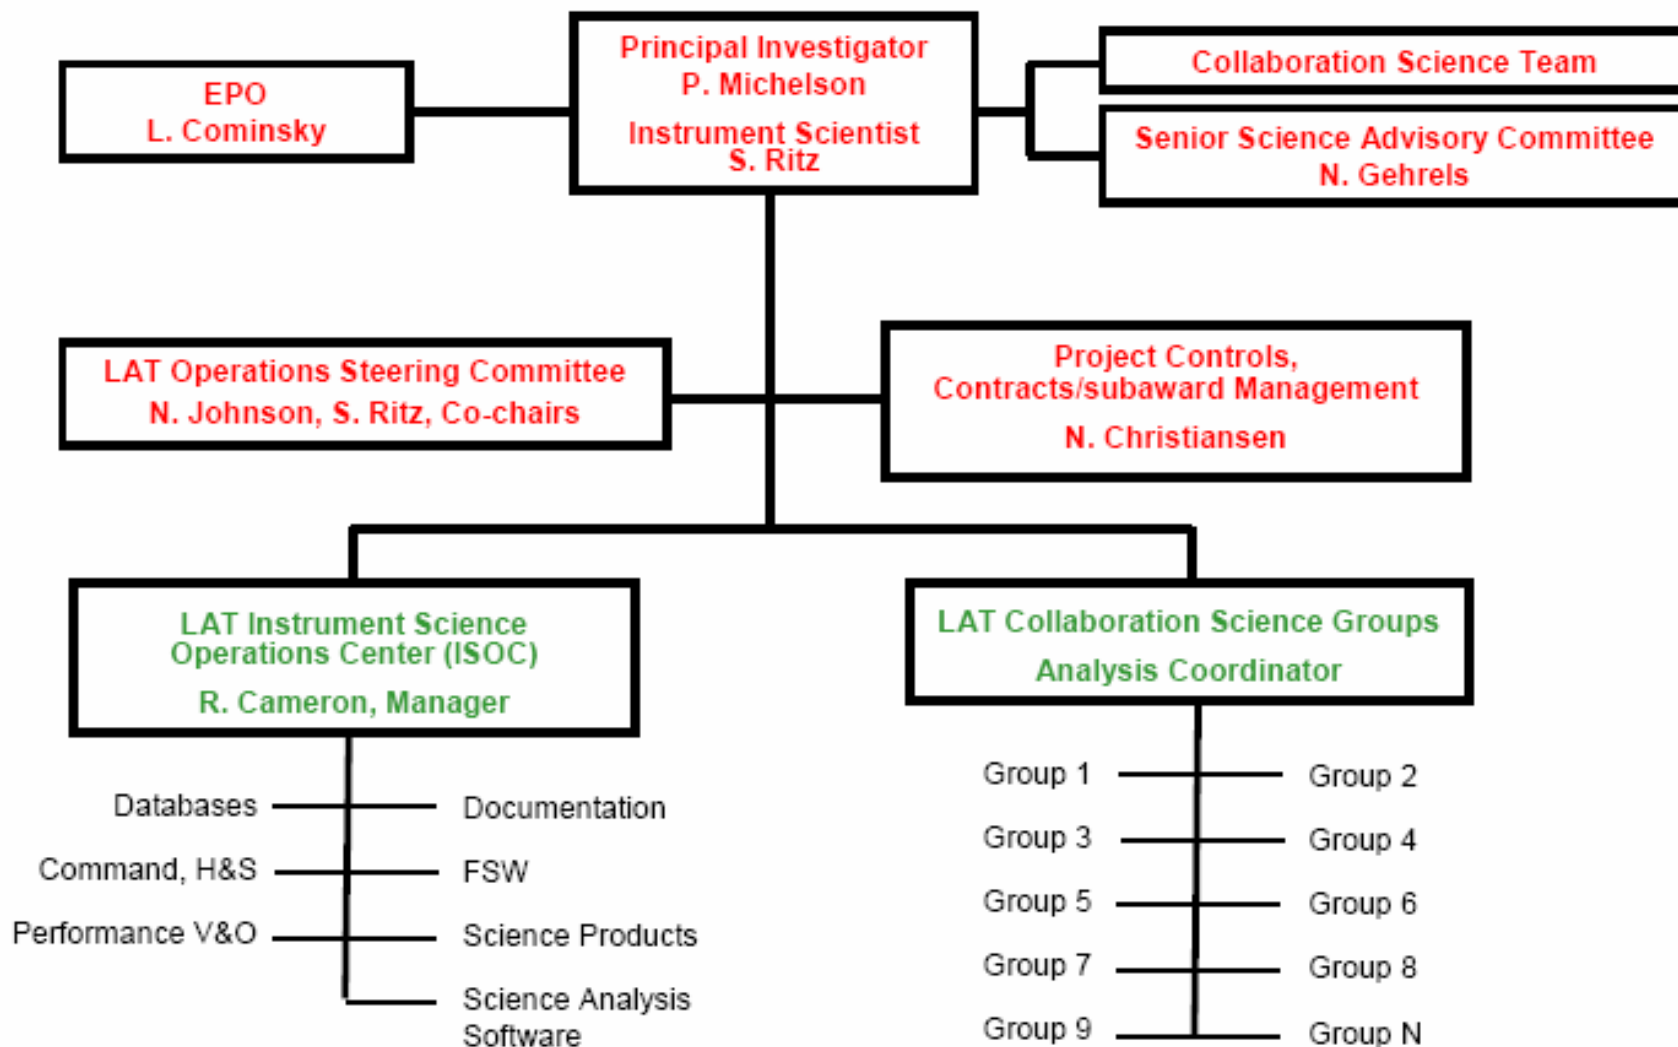 Principal Investigator
P. Michelson
Instrument Scientist
S. Ritz
EPO
L. Cominsky
Collaboration Science Team
Senior Science Advisory Committee
N. Gehrels
LAT Operations Steering Committee
N. Johnson, S. Ritz, Co-chairs
Project Controls,
Contracts/subaward Management
N. Christiansen
LAT Instrument Science
Operations Center (ISOC)
R. Cameron, Manager
Databases
Documentation
Command, H&S
FSW
Performance V&O
Science Products
Science Analysis
Software
LAT Collaboration Science Groups
Analysis Coordinator
Group 1
Group 2
Group 3
Group 4
Group 5
Group 6
Group 7
Group 8
Group 9
Group N